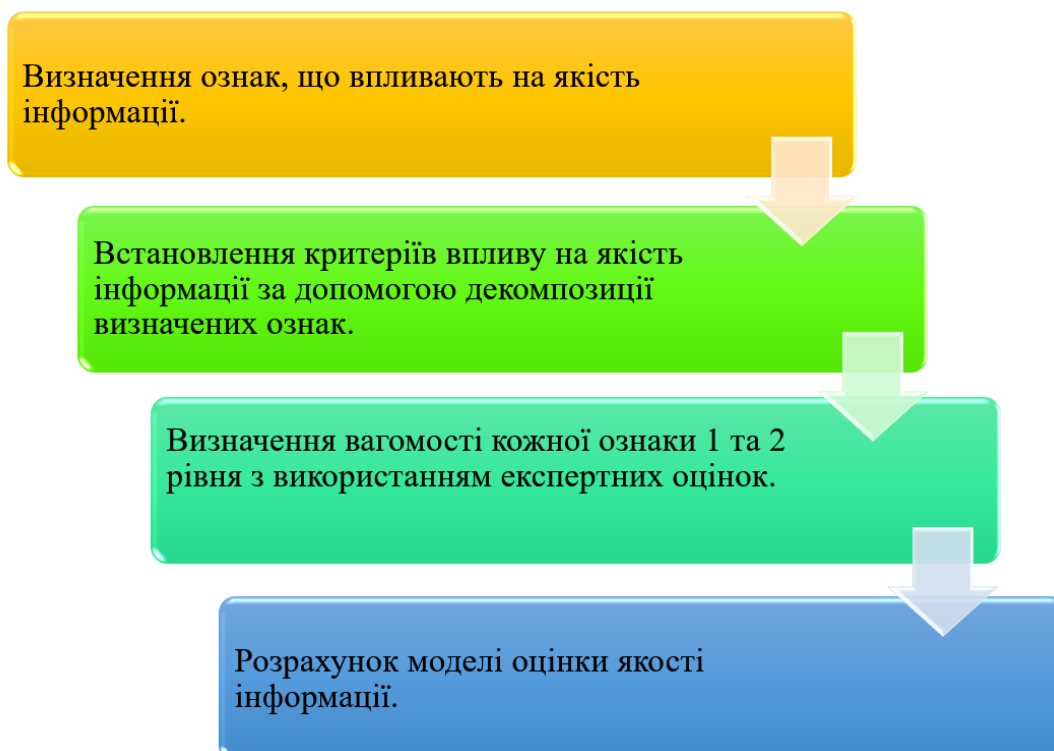 Визначення ознак, що впливають на якість
інформації.
Встановлення критеріїв впливу на якість
інформації за допомогою декомпозиції
визначених ознак.
Визначення вагомості кожної ознаки 1 та 2
рівня з використанням експертних оцінок.
Розрахунок моделі оцінки якості
інформації.